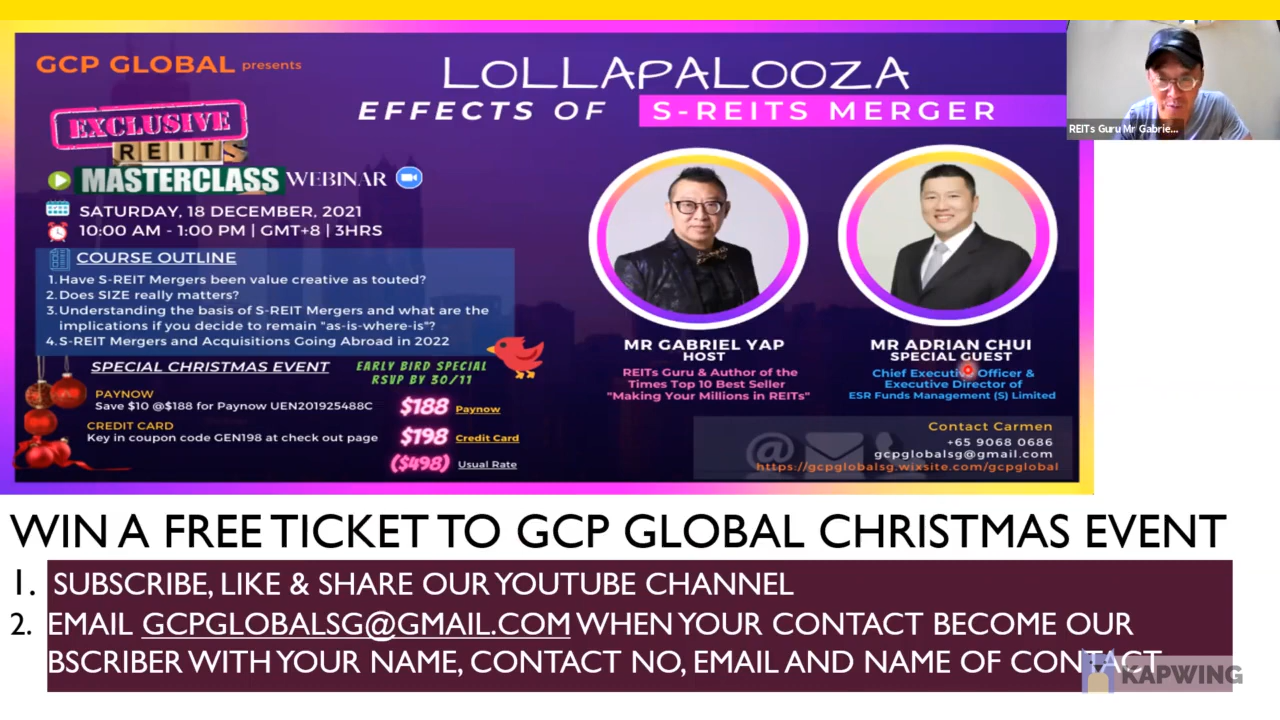 GCP GLOBAL presents
LOLLAPALOOZA
EFFECTS OF S-REITS MERGER
REITs Guru Mr Gabrie...
EXCLUSIVE
REITS
MASTERCLASS WEBINAR
SATURDAY, 18 DECEMBER, 2021
10:00 AM - 1:00 PM | GMT+8 | 3HRS
COURSE OUTLINE
1. Have S-REIT Mergers been value creative as touted?
2. Does SIZE really matters?
3. Understanding the basis of S-REIT Mergers and what are the
implications if you decide to remain "as-is-where-is"?
4. S-REIT Mergers and Acquisitions Going Abroad in 2022
SPECIAL CHRISTMAS EVENT
EARLY BIRD SPECIAL
RSVP BY 30/11
PAYNOW
Save $10 @$188 for Paynow UEN201925488C
CREDIT CARD
Key in coupon code GEN198 at check out page
$188 Paynow
$198 Credit Card
($498) Usual Rate
MR GABRIEL YAP
HOST
REITs Guru & Author of the
Times Top 10 Best Seller
"Making Your Millions in REITs"
MR ADRIAN CHUI
SPECIAL GUEST
Chief Executive Officer &
Executive Director of
ESR Funds Management (S) Limited
Contact Carmen
+65 9068 0686
gcpglobalsg@gmail.com
https://gcpglobalsg.wixsite.com/gcpglobal
WIN A FREE TICKET TO GCP GLOBAL CHRISTMAS EVENT
1. SUBSCRIBE, LIKE & SHARE OUR YOUTUBE CHANNEL
2. EMAIL GCPGLOBALSG@GMAIL.COM WHEN YOUR CONTACT BECOME OUR
BSCRIBER WITH YOUR NAME, CONTACT NO, EMAIL AND NAME OF CONTACT
KAPWING